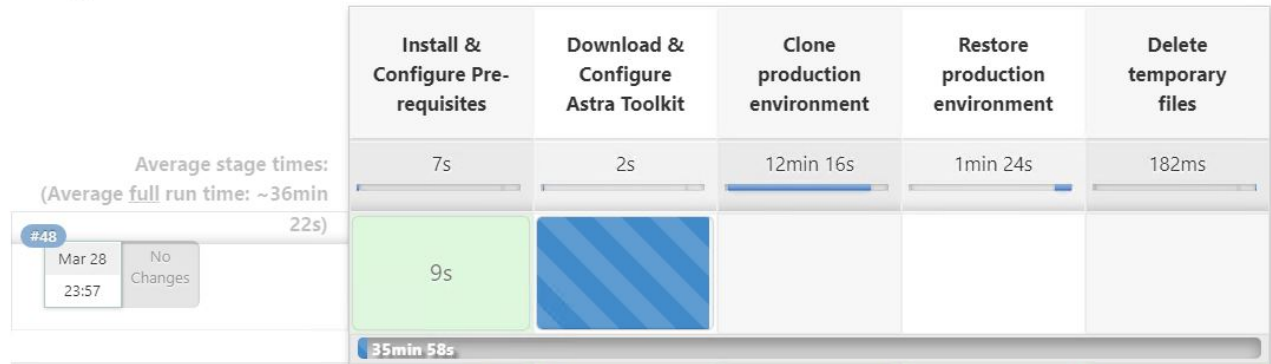 Install &
Configure Pre-
requisites
Download &
Configure
Astra Toolkit
Clone
production
environment
Restore
production
environment
Delete
temporary
files
Average stage times:
(Average full run time: ~36min
22s)
7s
2s
12min 16s
1min 24s
182ms
#48
Mar 28
23:57
No
Changes
9s
35min 58s